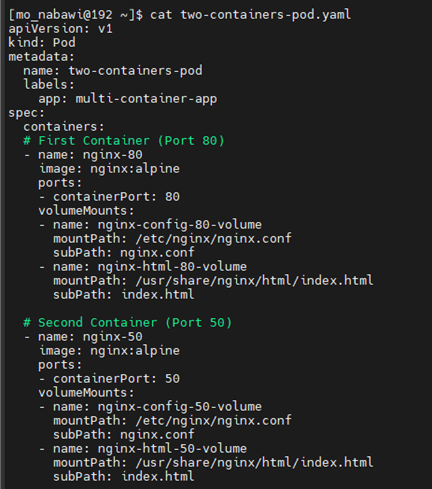 [mo_nabawi@192 ~]$ cat two-containers-pod.yaml
apiVersion: v1
kind: Pod
metadata:
  name: two-containers-pod
  labels:
    app: multi-container-app
spec:
  containers:
  # First Container (Port 80)
  - name: nginx-80
    image: nginx:alpine
    ports:
    - containerPort: 80
    volumeMounts:
    - name: nginx-config-80-volume
      mountPath: /etc/nginx/nginx.conf
      subPath: nginx.conf
    - name: nginx-html-80-volume
      mountPath: /usr/share/nginx/html/index.html
      subPath: index.html

  # Second Container (Port 50)
  - name: nginx-50
    image: nginx:alpine
    ports:
    - containerPort: 50
    volumeMounts:
    - name: nginx-config-50-volume
      mountPath: /etc/nginx/nginx.conf
      subPath: nginx.conf
    - name: nginx-html-50-volume
      mountPath: /usr/share/nginx/html/index.html
      subPath: index.html